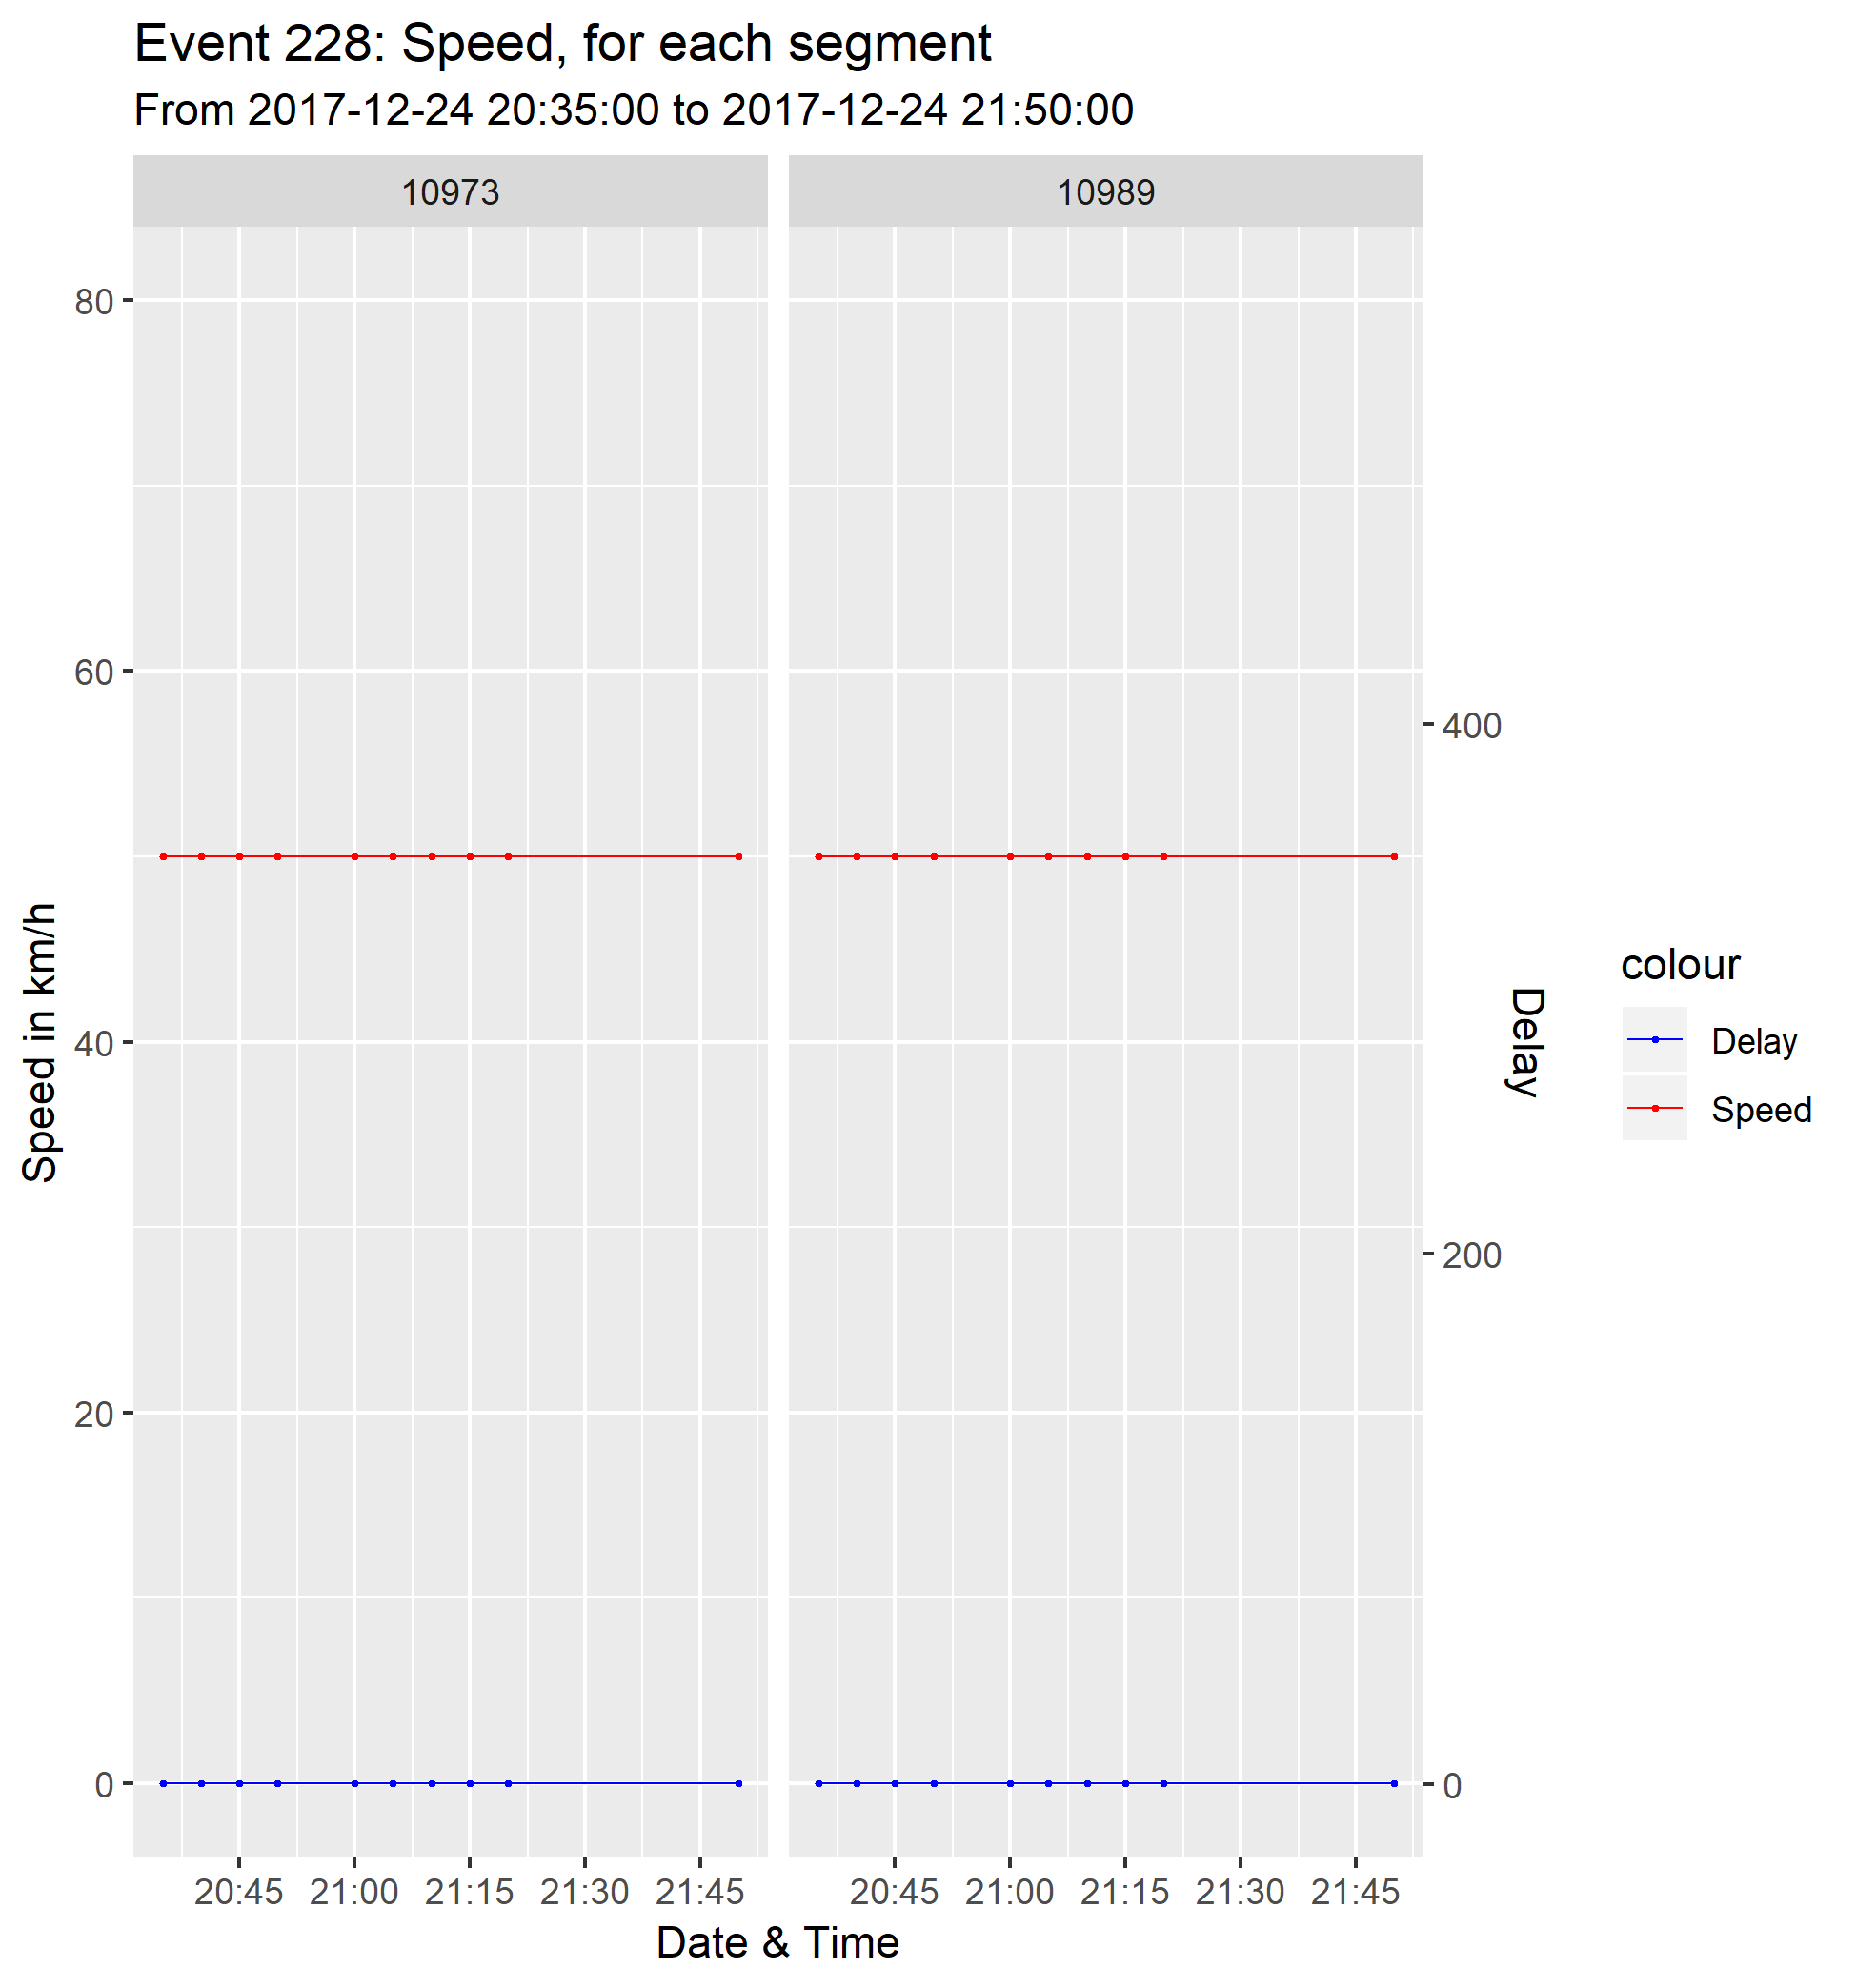 Event 228: Speed, for each segment
From 2017-12-24 20:35:00 to 2017-12-24 21:50:00
10973 10989
80
60
40
20
0
Speed in km/h
400
200
0
Delay
colour
Delay
Speed
20:45 21:00 21:15 21:30 21:45 20:45 21:00 21:15 21:30 21:45
Date & Time